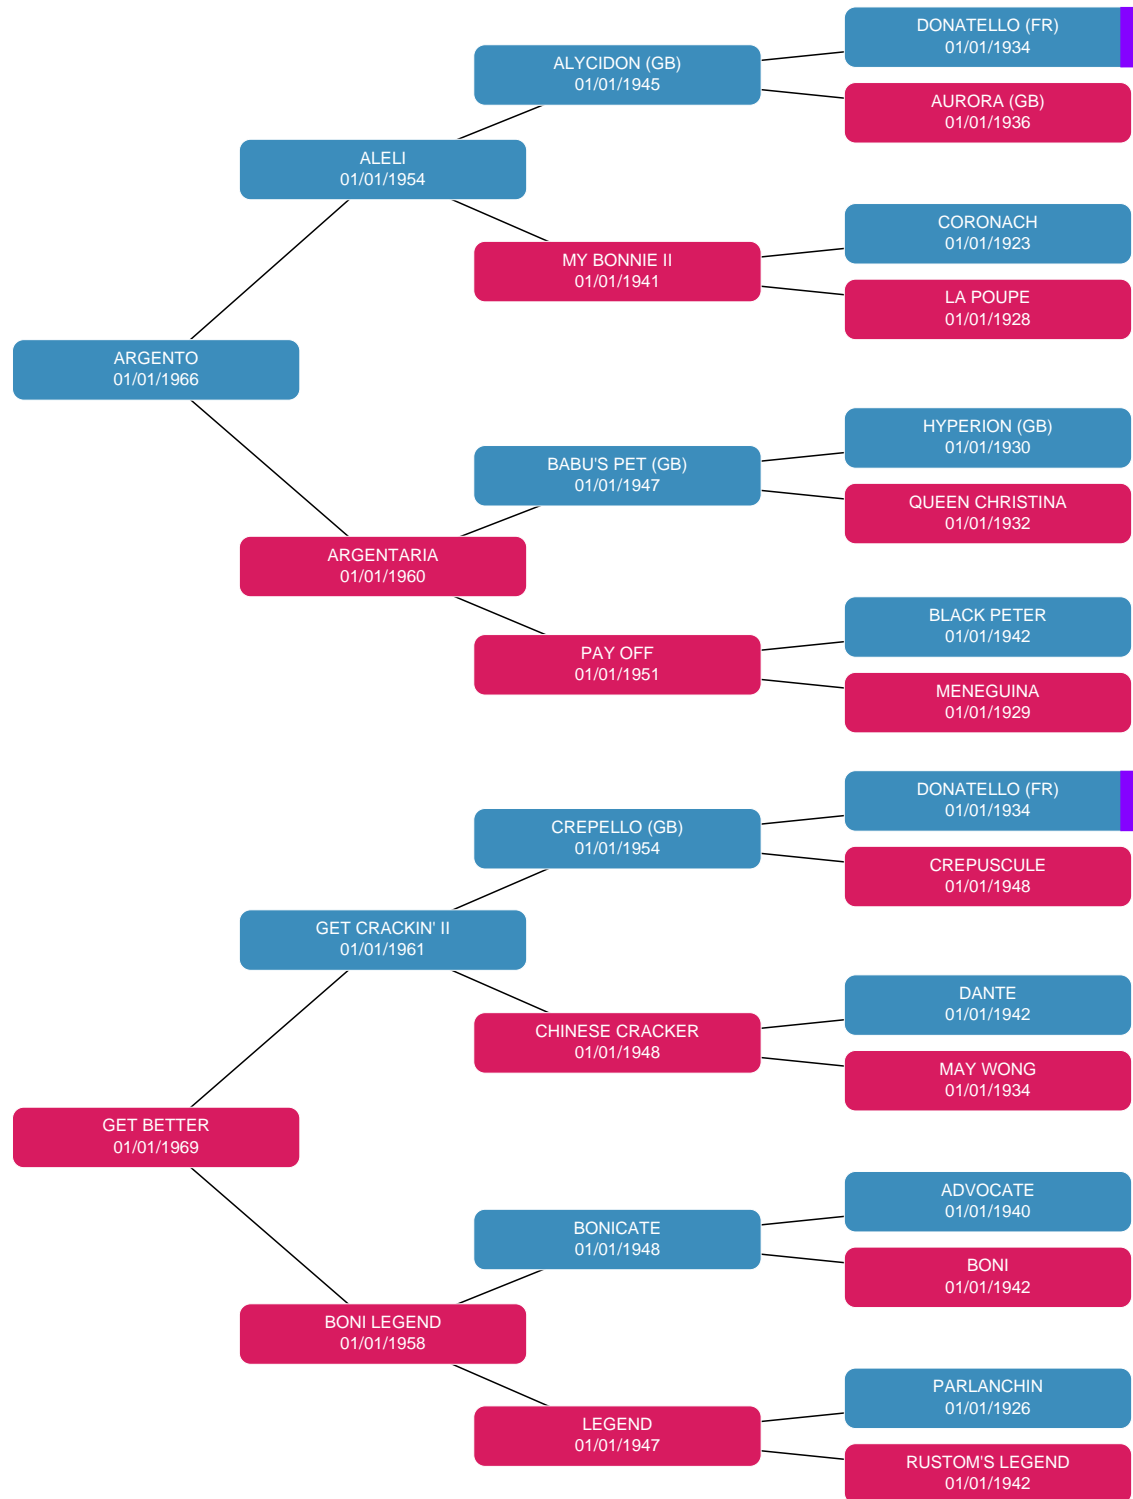 DONATELLO (FR)
01/01/1934
ALYCIDON (GB)
01/01/1945
AURORA (GB)
01/01/1936
ALELI
01/01/1954
CORONACH
01/01/1923
MY BONNIE II
01/01/1941
LA POUPE
01/01/1928
ARGENTO
01/01/1966
HYPERION (GB)
01/01/1930
BABU'S PET (GB)
01/01/1947
QUEEN CHRISTINA
01/01/1932
ARGENTARIA
01/01/1960
BLACK PETER
01/01/1942
PAY OFF
01/01/1951
MENEGUINA
01/01/1929
DONATELLO (FR)
01/01/1934
CREPELLO (GB)
01/01/1954
CREPUSCULE
01/01/1948
GET CRACKIN' II
01/01/1961
DANTE
01/01/1942
CHINESE CRACKER
01/01/1948
MAY WONG
01/01/1934
GET BETTER
01/01/1969
ADVOCATE
01/01/1940
BONICATE
01/01/1948
BONI
01/01/1942
BONI LEGEND
01/01/1958
PARLANCHIN
01/01/1926
LEGEND
01/01/1947
RUSTOM'S LEGEND
01/01/1942